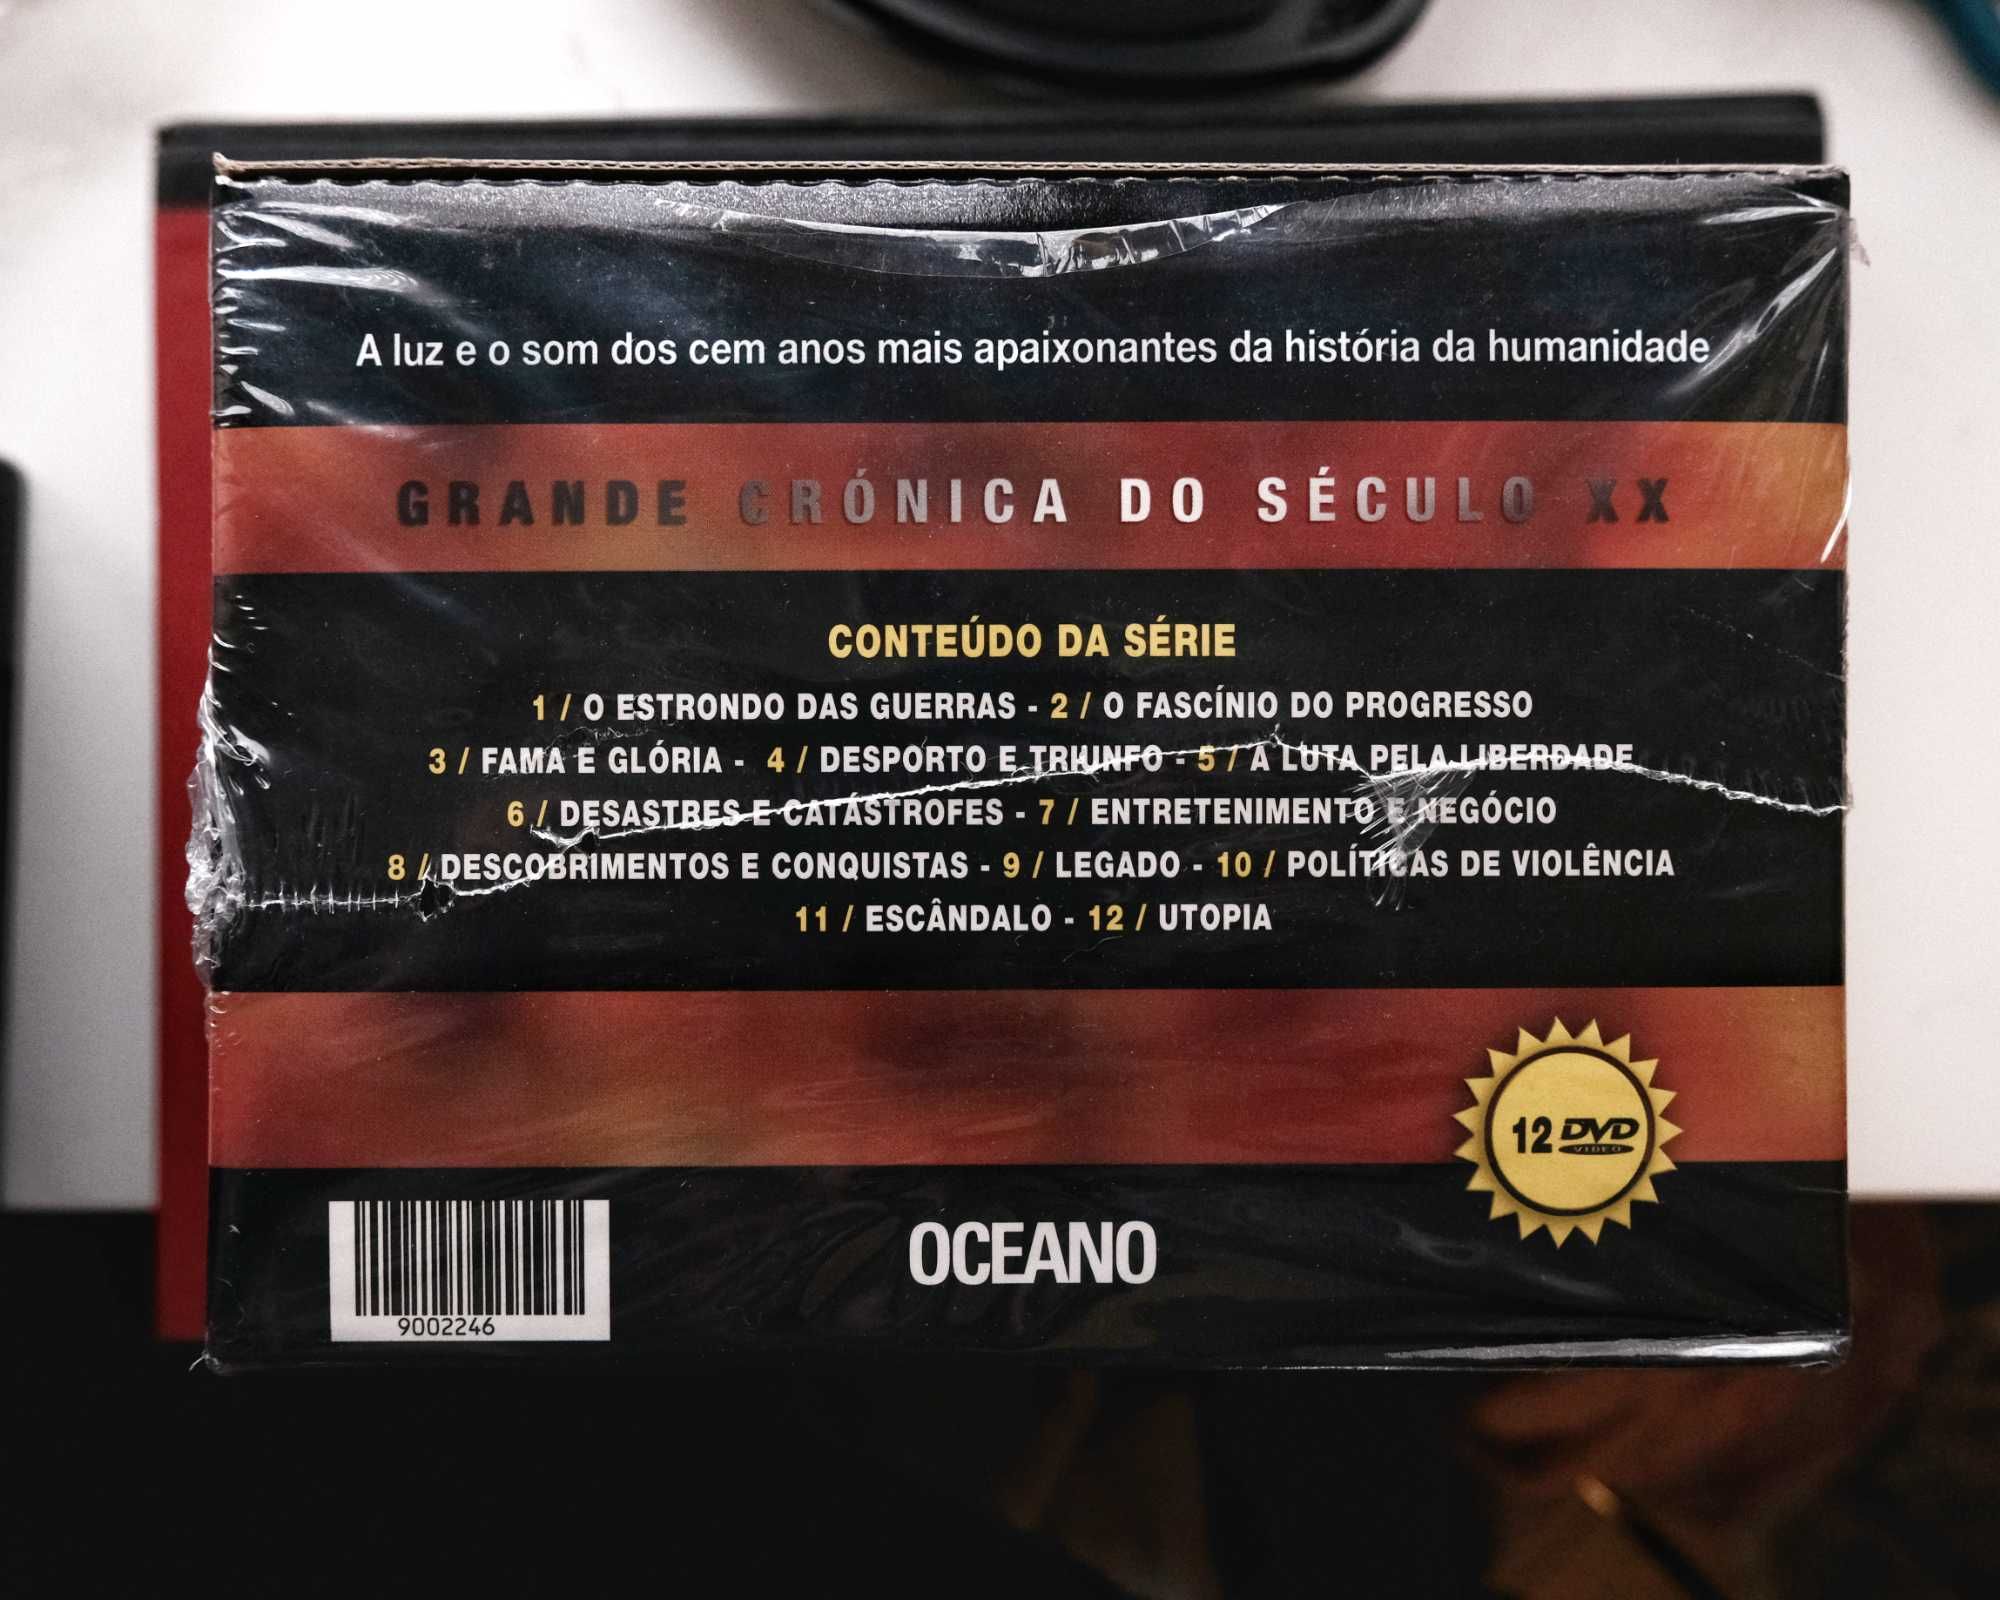 A luz e o som dos cem anos mais apaixonantes da história da humanidade
GRANDE CRÓNICA DO SÉCULO XX
CONTEÚDO DA SÉRIE
1 / O ESTRONDO DAS GUERRAS - 2 / O FASCÍNIO DO PROGRESSO
3 / FAMA E GLÓRIA - 4 / DESPORTO E TRIUNFO - 5 / A LUTA PELA LIBERDADE
6 / DESASTRES E CATÁSTROFES - 7 / ENTRETENIMENTO E NEGÓCIO
8 / DESCOBRIMENTOS E CONQUISTAS - 9 / LEGADO - 10 / POLÍTICAS DE VIOLÊNCIA
11 / ESCÂNDALO - 12 / UTOPIA
12 DVD
VIDEO
OCEANO
9002246